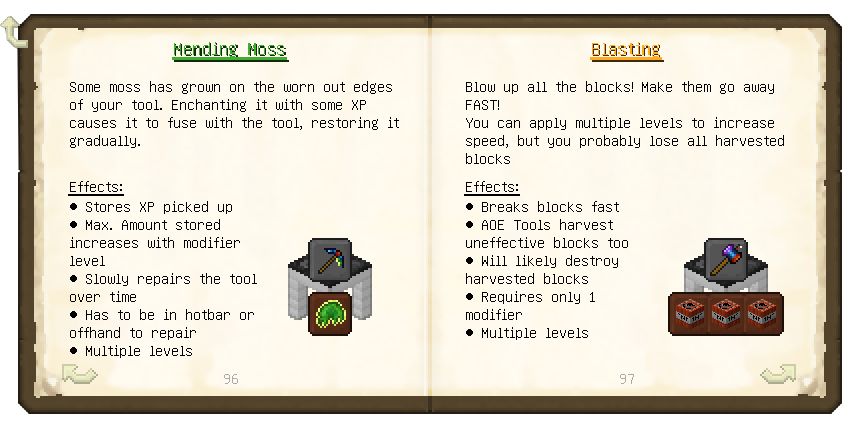 Mending Moss
Some moss has grown on the worn out edges
of your tool. Enchanting it with some XP
causes it to fuse with the tool, restoring it
gradually.
Effects:
• Stores XP picked up
• Max. Amount stored
increases with modifier
level
• Slowly repairs the tool
over time
• Has to be in hotbar or
offhand to repair
• Multiple levels
96
Blasting
Blow up all the blocks! Make them go away
FAST!
You can apply multiple levels to increase
speed, but you probably lose all harvested
blocks
Effects:
• Breaks blocks fast
• AOE Tools harvest
uneffective blocks too
• Will likely destroy
harvested blocks
• Requires only 1
modifier
• Multiple levels
97